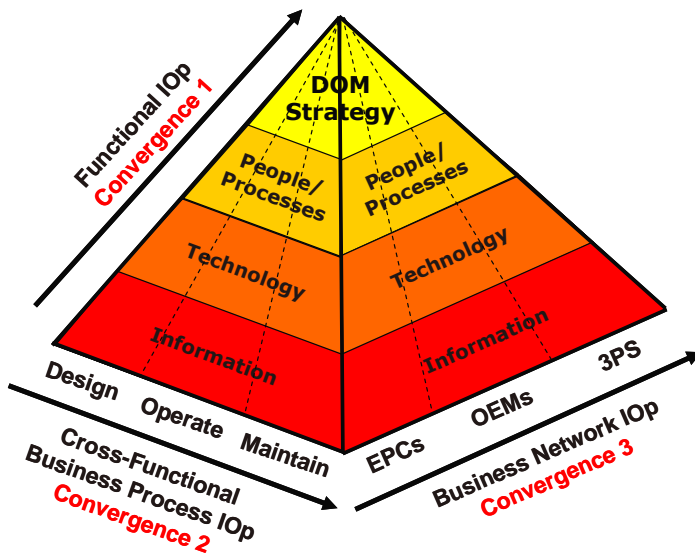 Functional IOp
Convergence 1
DOM
Strategy
People/
Processes
People/
Processes
Technology
Technology
Information
Information
Design
Operate
Maintain
EPCs
OEMs
3PS
Cross-Functional
Business Process IOp
Convergence 2
Business Network IOp
Convergence 3